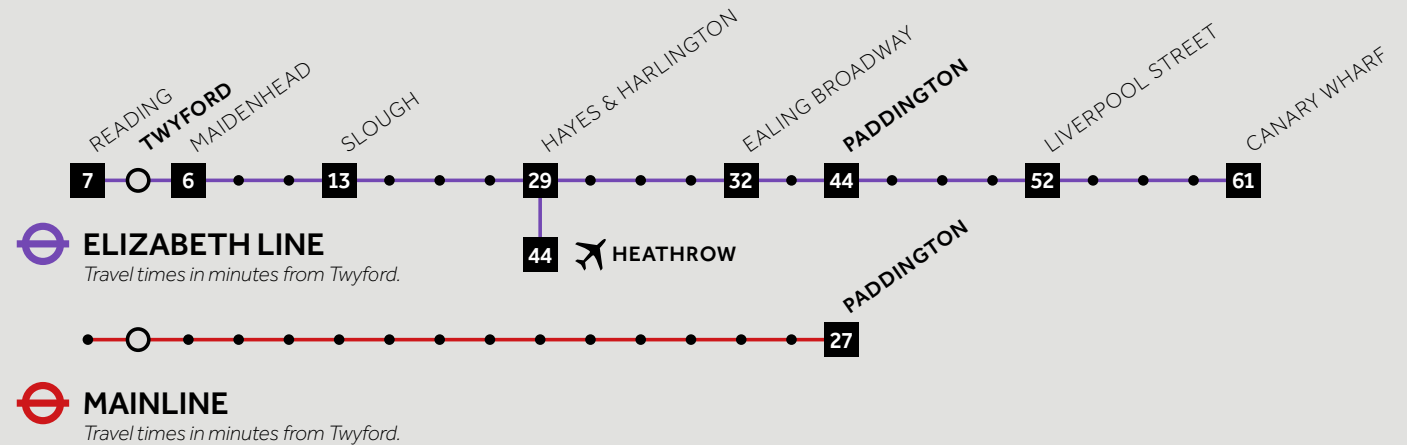 READING
TWYFORD
MAIDENHEAD
SLOUGH
HAYES & HARLINGTON
EALING BROADWAY
PADDINGTON
LIVERPOOL STREET
CANARY WHARF
7 6 13 29 32 44 52 61
ELIZABETH LINE
Travel times in minutes from Twyford.
44 HEATHROW
PADDINGTON
27
MAINLINE
Travel times in minutes from Twyford.